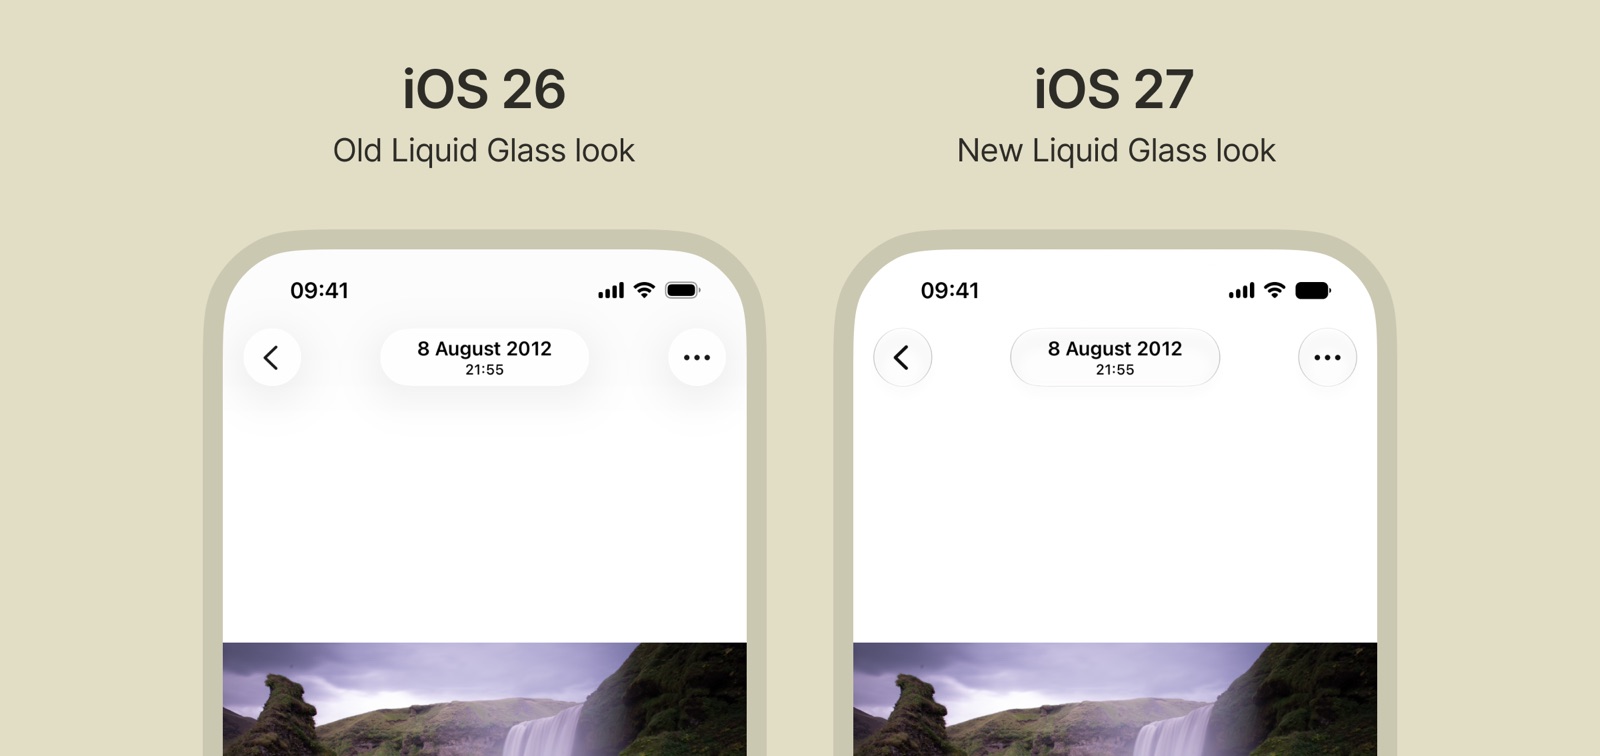 iOS 26
Old Liquid Glass look
09:41
8 August 2012
21:55
iOS 27
New Liquid Glass look
09:41
8 August 2012
21:55